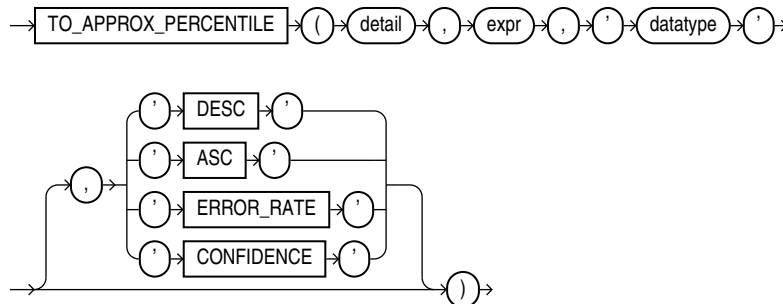 TO_APPROX_PERCENTILE ( detail , expr , ' datatype '
' DESC '
' ASC '
,
' ERROR_RATE '
' CONFIDENCE '
)